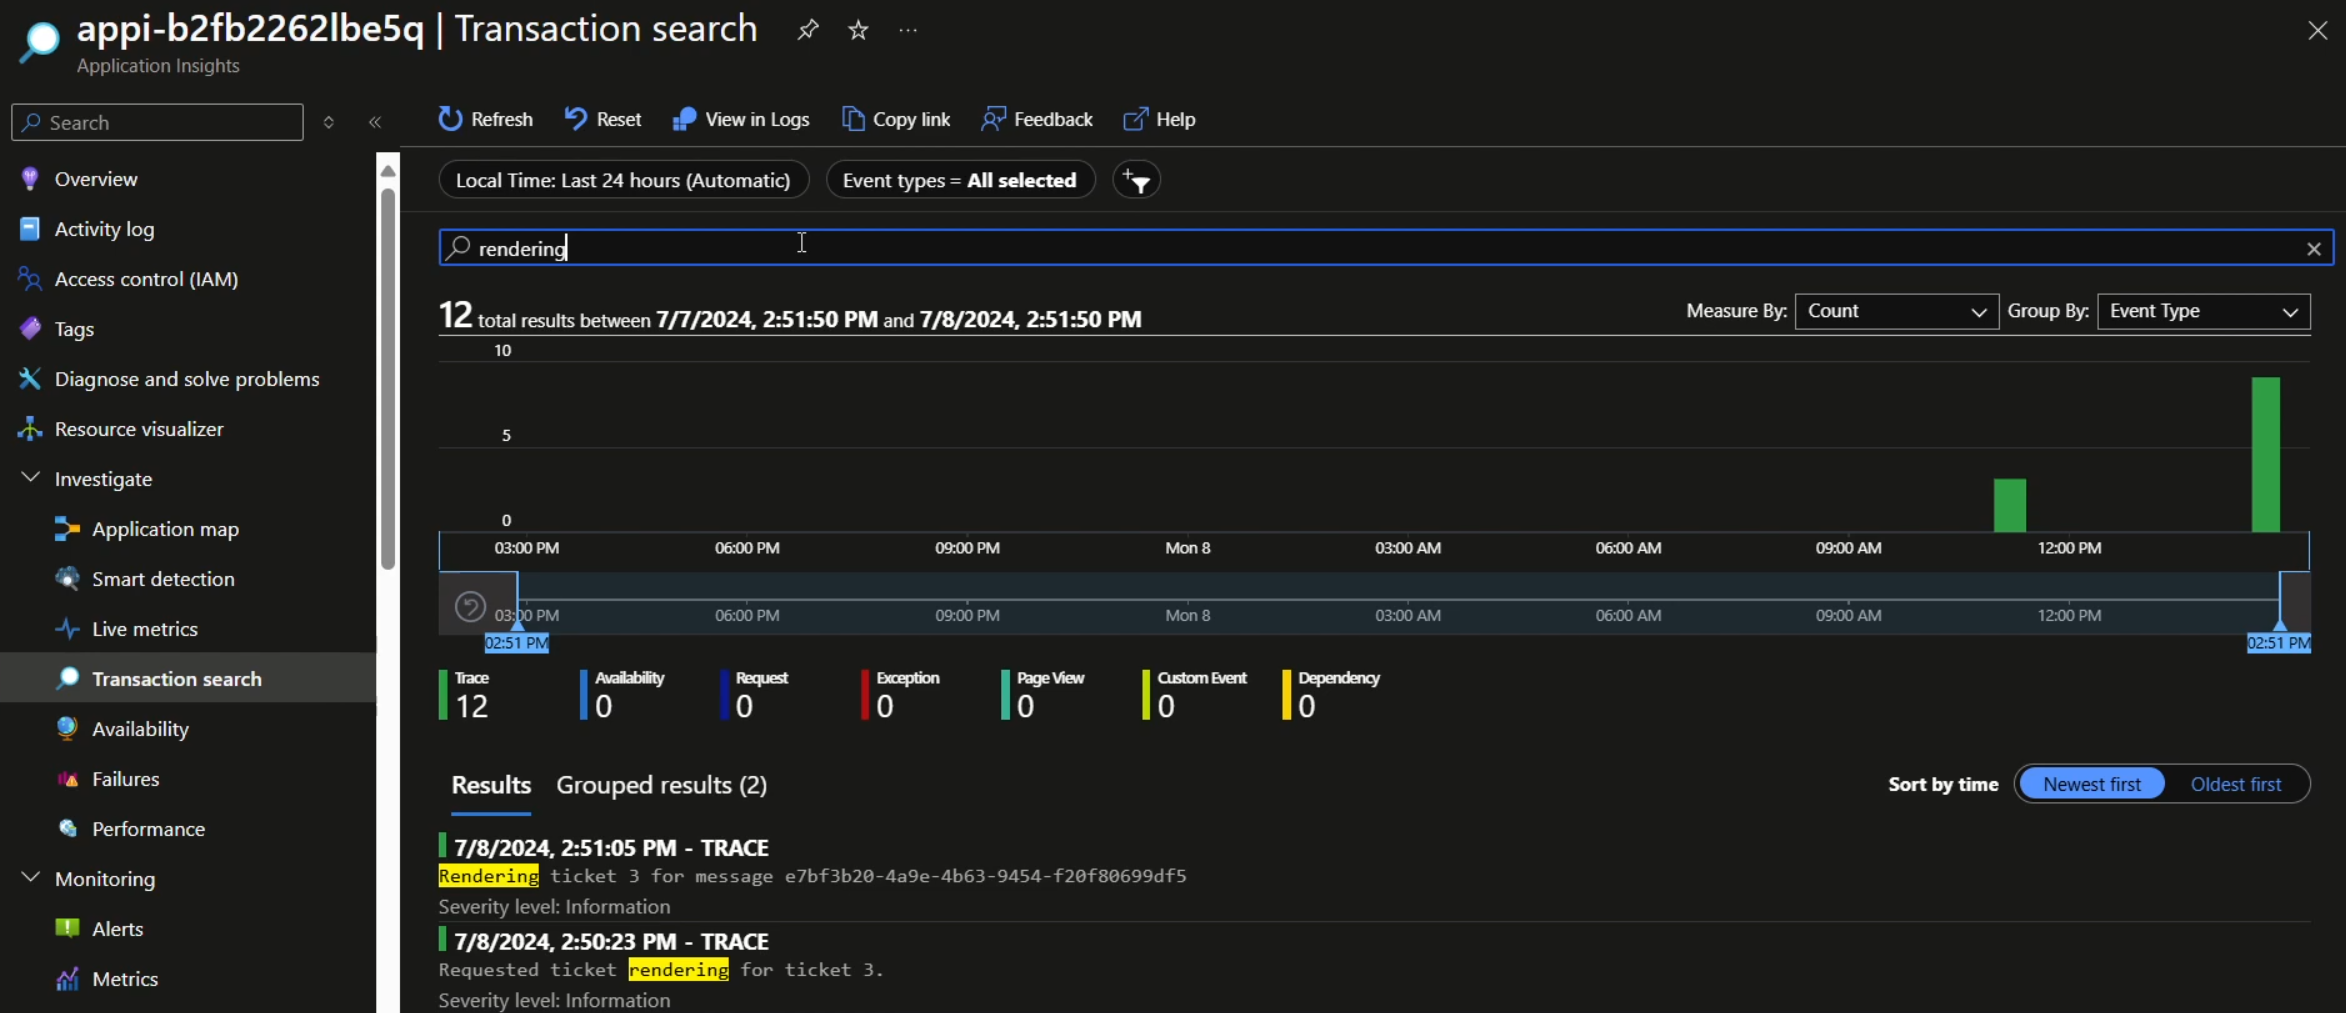 appi-b2fb2262lbe5q | Transaction search ...
Application Insights
Search
Refresh Reset View in Logs Copy link Feedback Help
Overview
Activity log
Access control (IAM)
Tags
Diagnose and solve problems
Resource visualizer
Investigate
Application map
Smart detection
Live metrics
Transaction search
Availability
Failures
Performance
Monitoring
Alerts
Metrics
Local Time: Last 24 hours (Automatic) Event types = All selected
rendering
12 total results between 7/7/2024, 2:51:50 PM and 7/8/2024, 2:51:50 PM
Measure By: Count Group By: Event Type
10
5
0
03:00 PM 06:00 PM 09:00 PM Mon 8 03:00 AM 06:00 AM 09:00 AM 12:00 PM
03:00 PM 06:00 PM 09:00 PM Mon 8 03:00 AM 06:00 AM 09:00 AM 12:00 PM
02:51 PM 02:51 PM
Trace Availability Request Exception Page View Custom Event Dependency
12 0 0 0 0 0 0
Results Grouped results (2)
Sort by time Newest first Oldest first
7/8/2024, 2:51:05 PM - TRACE
Rendering ticket 3 for message e7bf3b20-4a9e-4b63-9454-f20f80699df5
Severity level: Information
7/8/2024, 2:50:23 PM - TRACE
Requested ticket rendering for ticket 3.
Severity level: Information